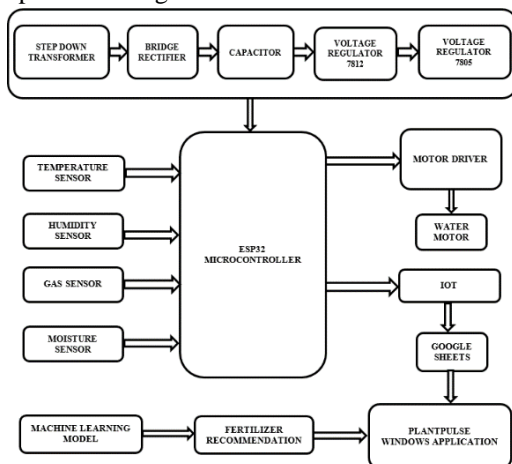 STEP DOWN
TRANSFORMER
BRIDGE
RECTIFIER
CAPACITOR
VOLTAGE
REGULATOR
7812
VOLTAGE
REGULATOR
7805
TEMPERATURE
SENSOR
HUMIDITY
SENSOR
GAS SENSOR
MOISTURE
SENSOR
ESP32
MICROCONTROLLER
MOTOR DRIVER
WATER
MOTOR
IOT
GOOGLE
SHEETS
MACHINE LEARNING
MODEL
FERTILIZER
RECOMMENDATION
PLANTPULSE
WINDOWS APPLICATION